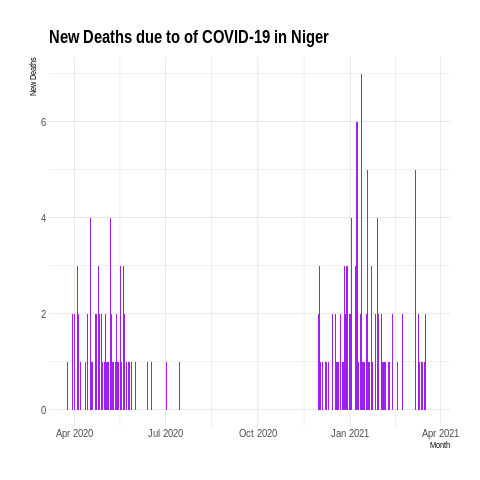 New Deaths due to of COVID-19 in Niger
New Deaths
6
4
2
0
Apr 2020
Jul 2020
Oct 2020
Jan 2021
Apr 2021
Month